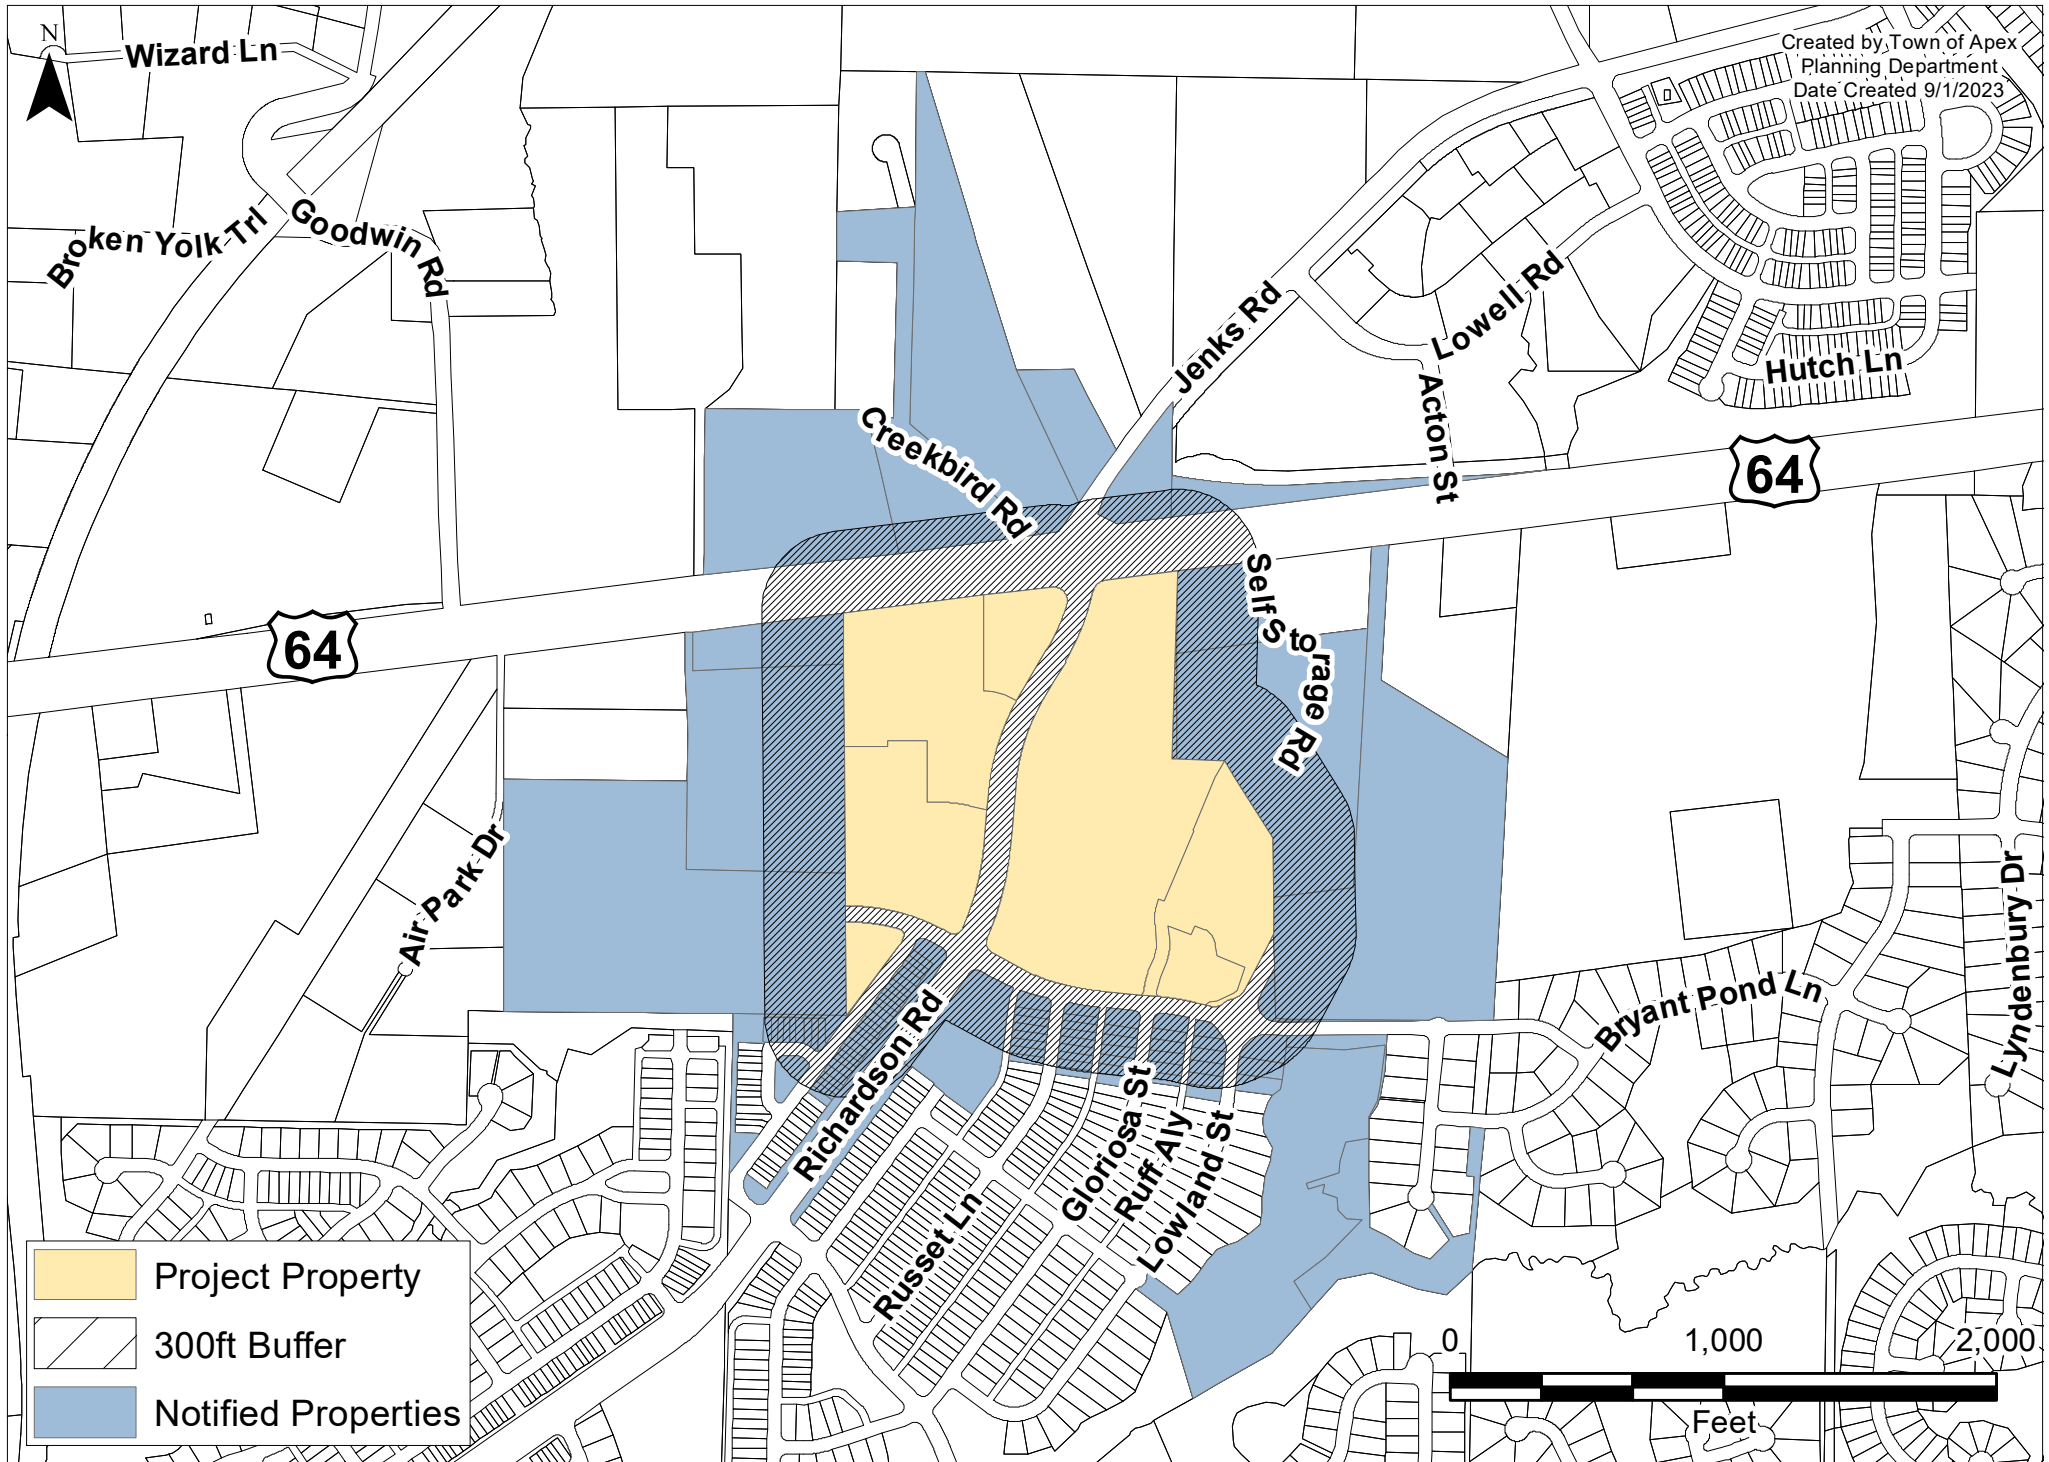 N
Wizard Ln
Created by Town of Apex
Planning Department
Date Created 9/1/2023
Broken Yolk Trl
Goodwin Rd
Jenks Rd
Lowell Rd
Hutch Ln
Acton St
Creekbird Rd
64
Self Storage Rd
64
Air Park Dr
Lyndenbury Dr
Bryant Pond Ln
Richardson Rd
Gloriosa St
Ruff Aly
Lowland St
Russet Ln
Project Property
300ft Buffer
Notified Properties
0 1,000 2,000
Feet